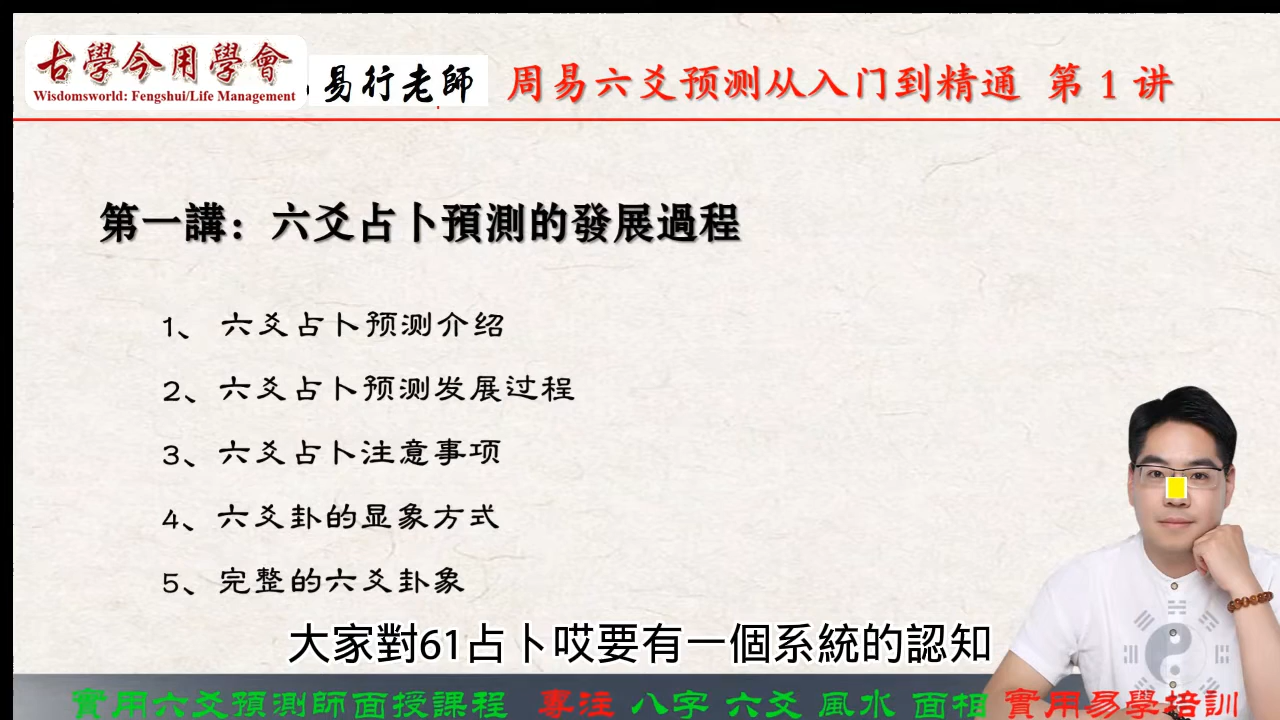 古學今用學會
Wisdomsworld: Fengshui/Life Management
易行老師
周易六爻预测从入门到精通 第 1 讲
第一講：六爻占卜預測的發展過程
1、 六爻占卜预测介绍
2、六爻占卜预测发展过程
3、六爻占卜注意事项
4、六爻卦的显象方式
5、完整的六爻卦象
大家對61占卜哎要有一個系統的認知
實用六爻預測師面授課程 專注 八字 六爻 風水 面相 實用易學培訓